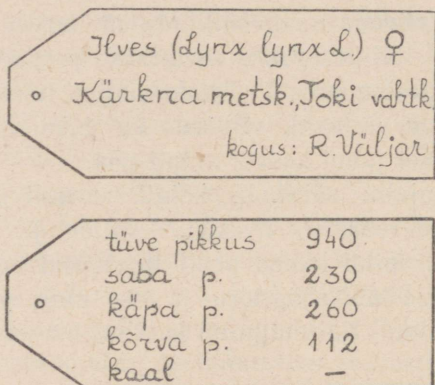 Ilves (Lynx lynx L.) ♀
Kärkna metsk., Toki vahtk
kogus: R. Väljar
tüve pikkus 940
saba p. 230
käpa p. 260
kõrva p. 112
kaal —